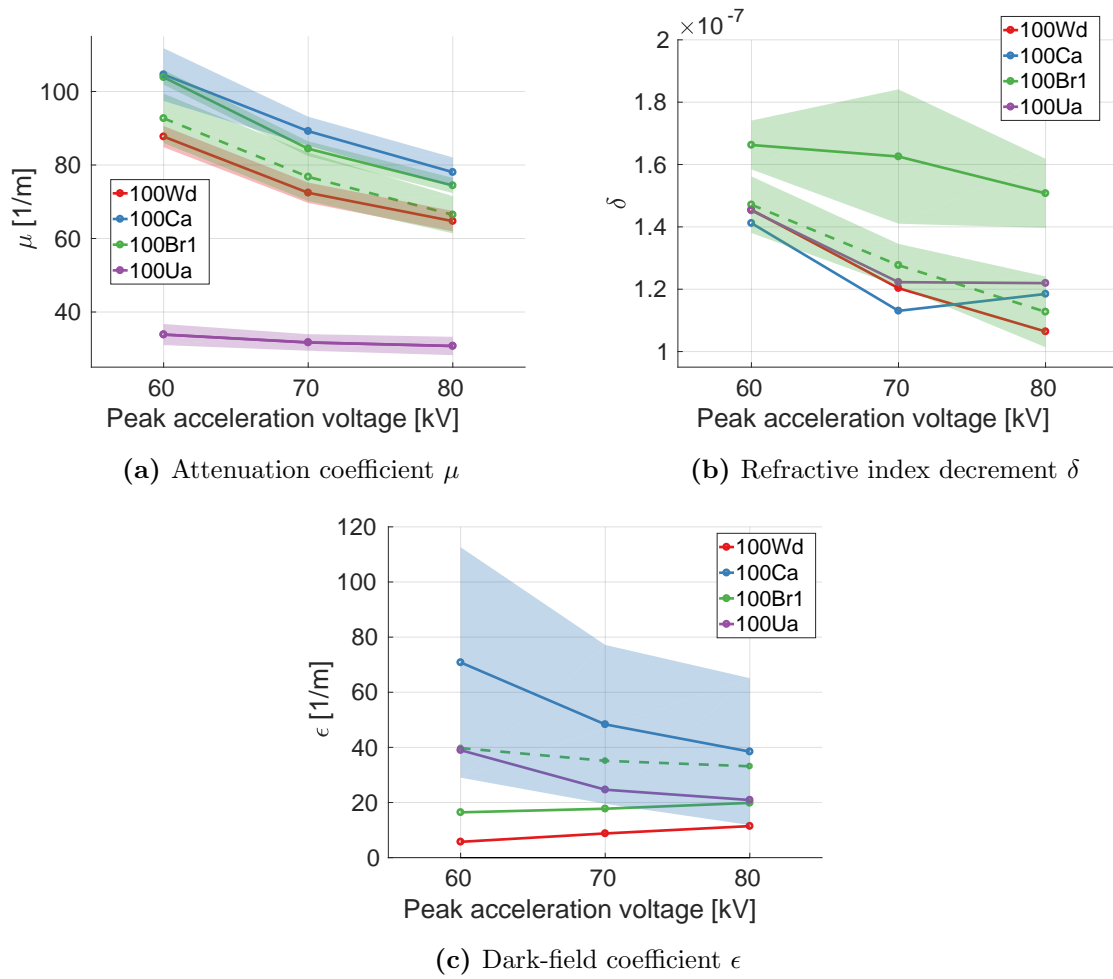 100
80
60
40
μ [1/m]
100Wd
100Ca
100Br1
100Ua
60 70 80
Peak acceleration voltage [kV]
(a) Attenuation coefficient μ
×10⁻⁷
2
1.8
1.6
1.4
1.2
1
δ
100Wd
100Ca
100Br1
100Ua
60 70 80
Peak acceleration voltage [kV]
(b) Refractive index decrement δ
120
100
80
60
40
20
0
ϵ [1/m]
100Wd
100Ca
100Br1
100Ua
60 70 80
Peak acceleration voltage [kV]
(c) Dark-field coefficient ϵ